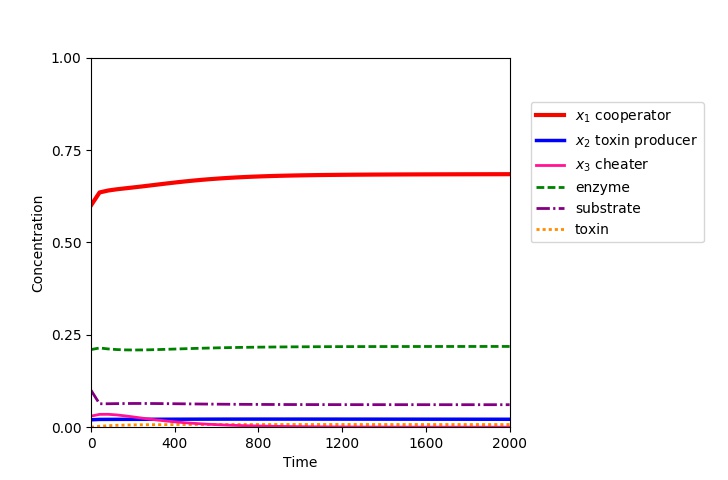 1.00
0.75
0.50
0.25
0.00
Concentration
0
400
800
1200
1600
2000
Time
x₁ cooperator
x₂ toxin producer
x₃ cheater
enzyme
substrate
toxin